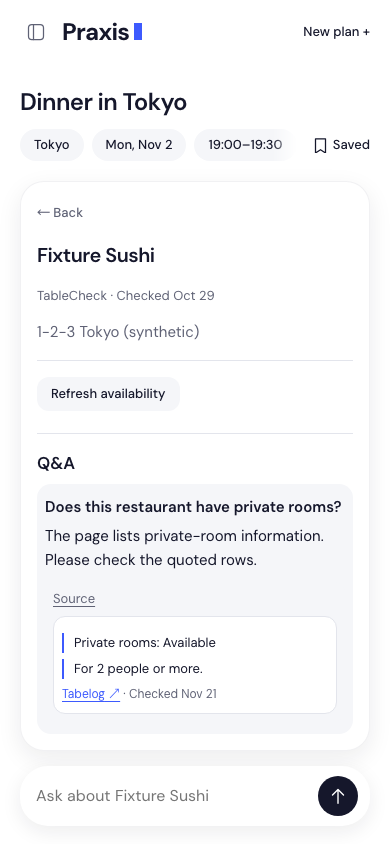 Praxis
New plan +
Dinner in Tokyo
Tokyo
Mon, Nov 2
19:00–19:30
Saved
← Back
Fixture Sushi
TableCheck · Checked Oct 29
1-2-3 Tokyo (synthetic)
Refresh availability
Q&A
Does this restaurant have private rooms?
The page lists private-room information.
Please check the quoted rows.
Source
Private rooms: Available
For 2 people or more.
Tabelog ↗ · Checked Nov 21
Ask about Fixture Sushi